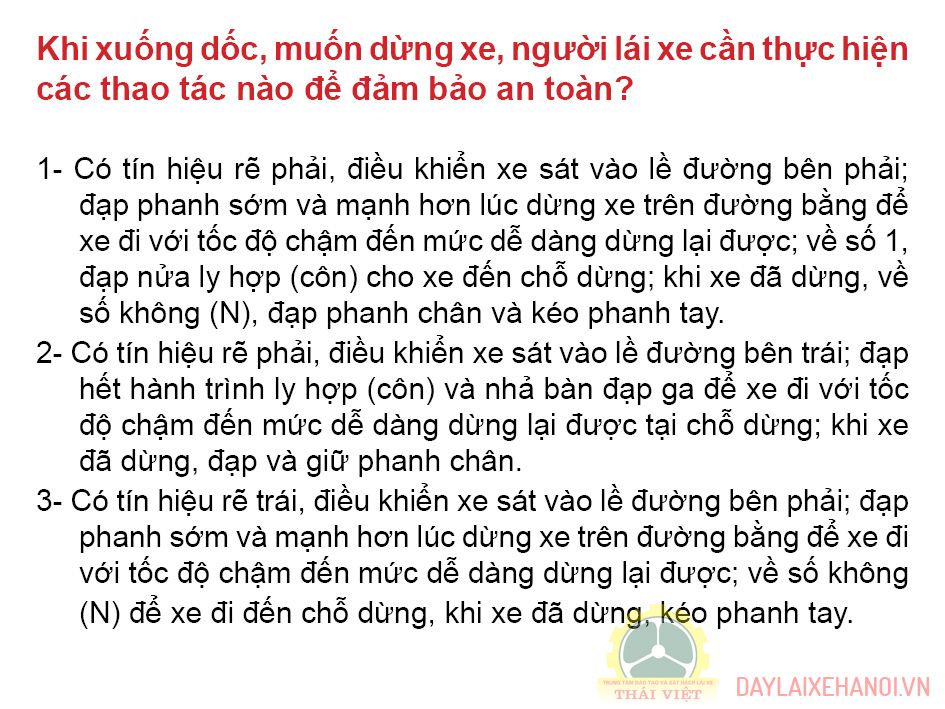 Khi xuống dốc, muốn dừng xe, người lái xe cần thực hiện
các thao tác nào để đảm bảo an toàn?
1- Có tín hiệu rẽ phải, điều khiển xe sát vào lề đường bên phải;
đạp phanh sớm và mạnh hơn lúc dừng xe trên đường bằng để
xe đi với tốc độ chậm đến mức dễ dàng dừng lại được; về số 1,
đạp nửa ly hợp (côn) cho xe đến chỗ dừng; khi xe đã dừng, về
số không (N), đạp phanh chân và kéo phanh tay.
2- Có tín hiệu rẽ phải, điều khiển xe sát vào lề đường bên trái; đạp
hết hành trình ly hợp (côn) và nhả bàn đạp ga để xe đi với tốc
độ chậm đến mức dễ dàng dừng lại được tại chỗ dừng; khi xe
đã dừng, đạp và giữ phanh chân.
3- Có tín hiệu rẽ trái, điều khiển xe sát vào lề đường bên phải; đạp
phanh sớm và mạnh hơn lúc dừng xe trên đường bằng để xe đi
với tốc độ chậm đến mức dễ dàng dừng lại được; về số không
(N) để xe đi đến chỗ dừng, khi xe đã dừng, kéo phanh tay.
TRUNG TÂM ĐÀO TẠO VÀ SÁT HẠCH LÁI XE
THÁI VIỆT
DAYLAIXEHANOI.VN